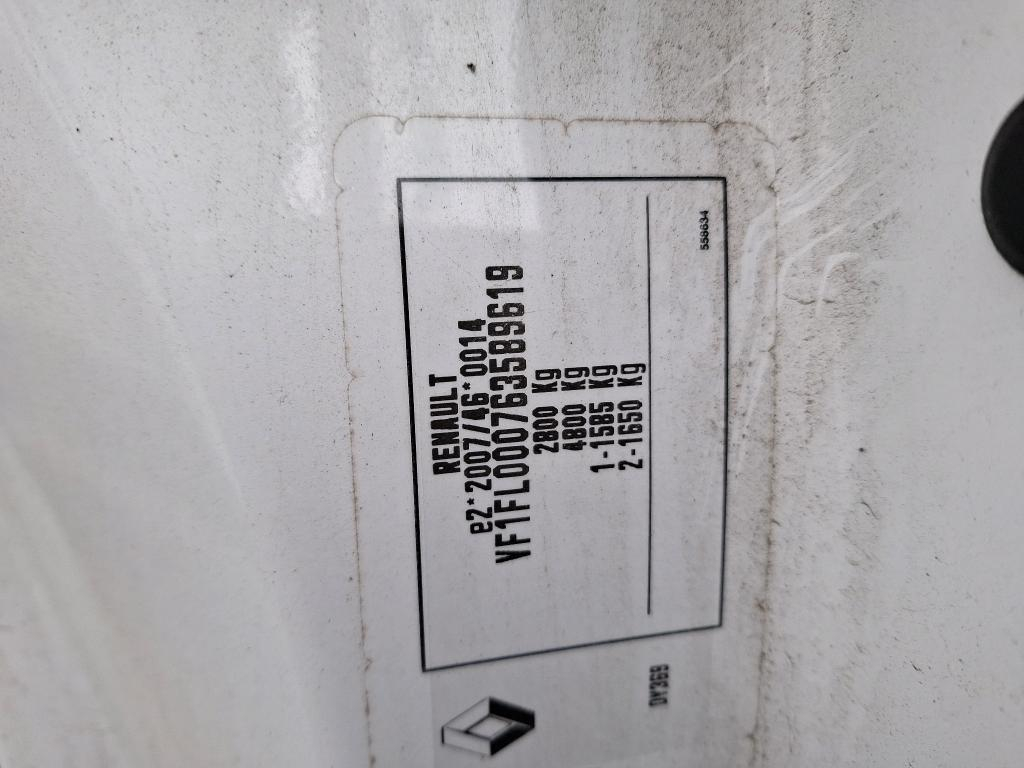 RENAULT
e2*2007/46*0014
VF1FL000763589619
2800 Kg
4800 Kg
1-1585 Kg
2-1650 Kg
558634
DY369